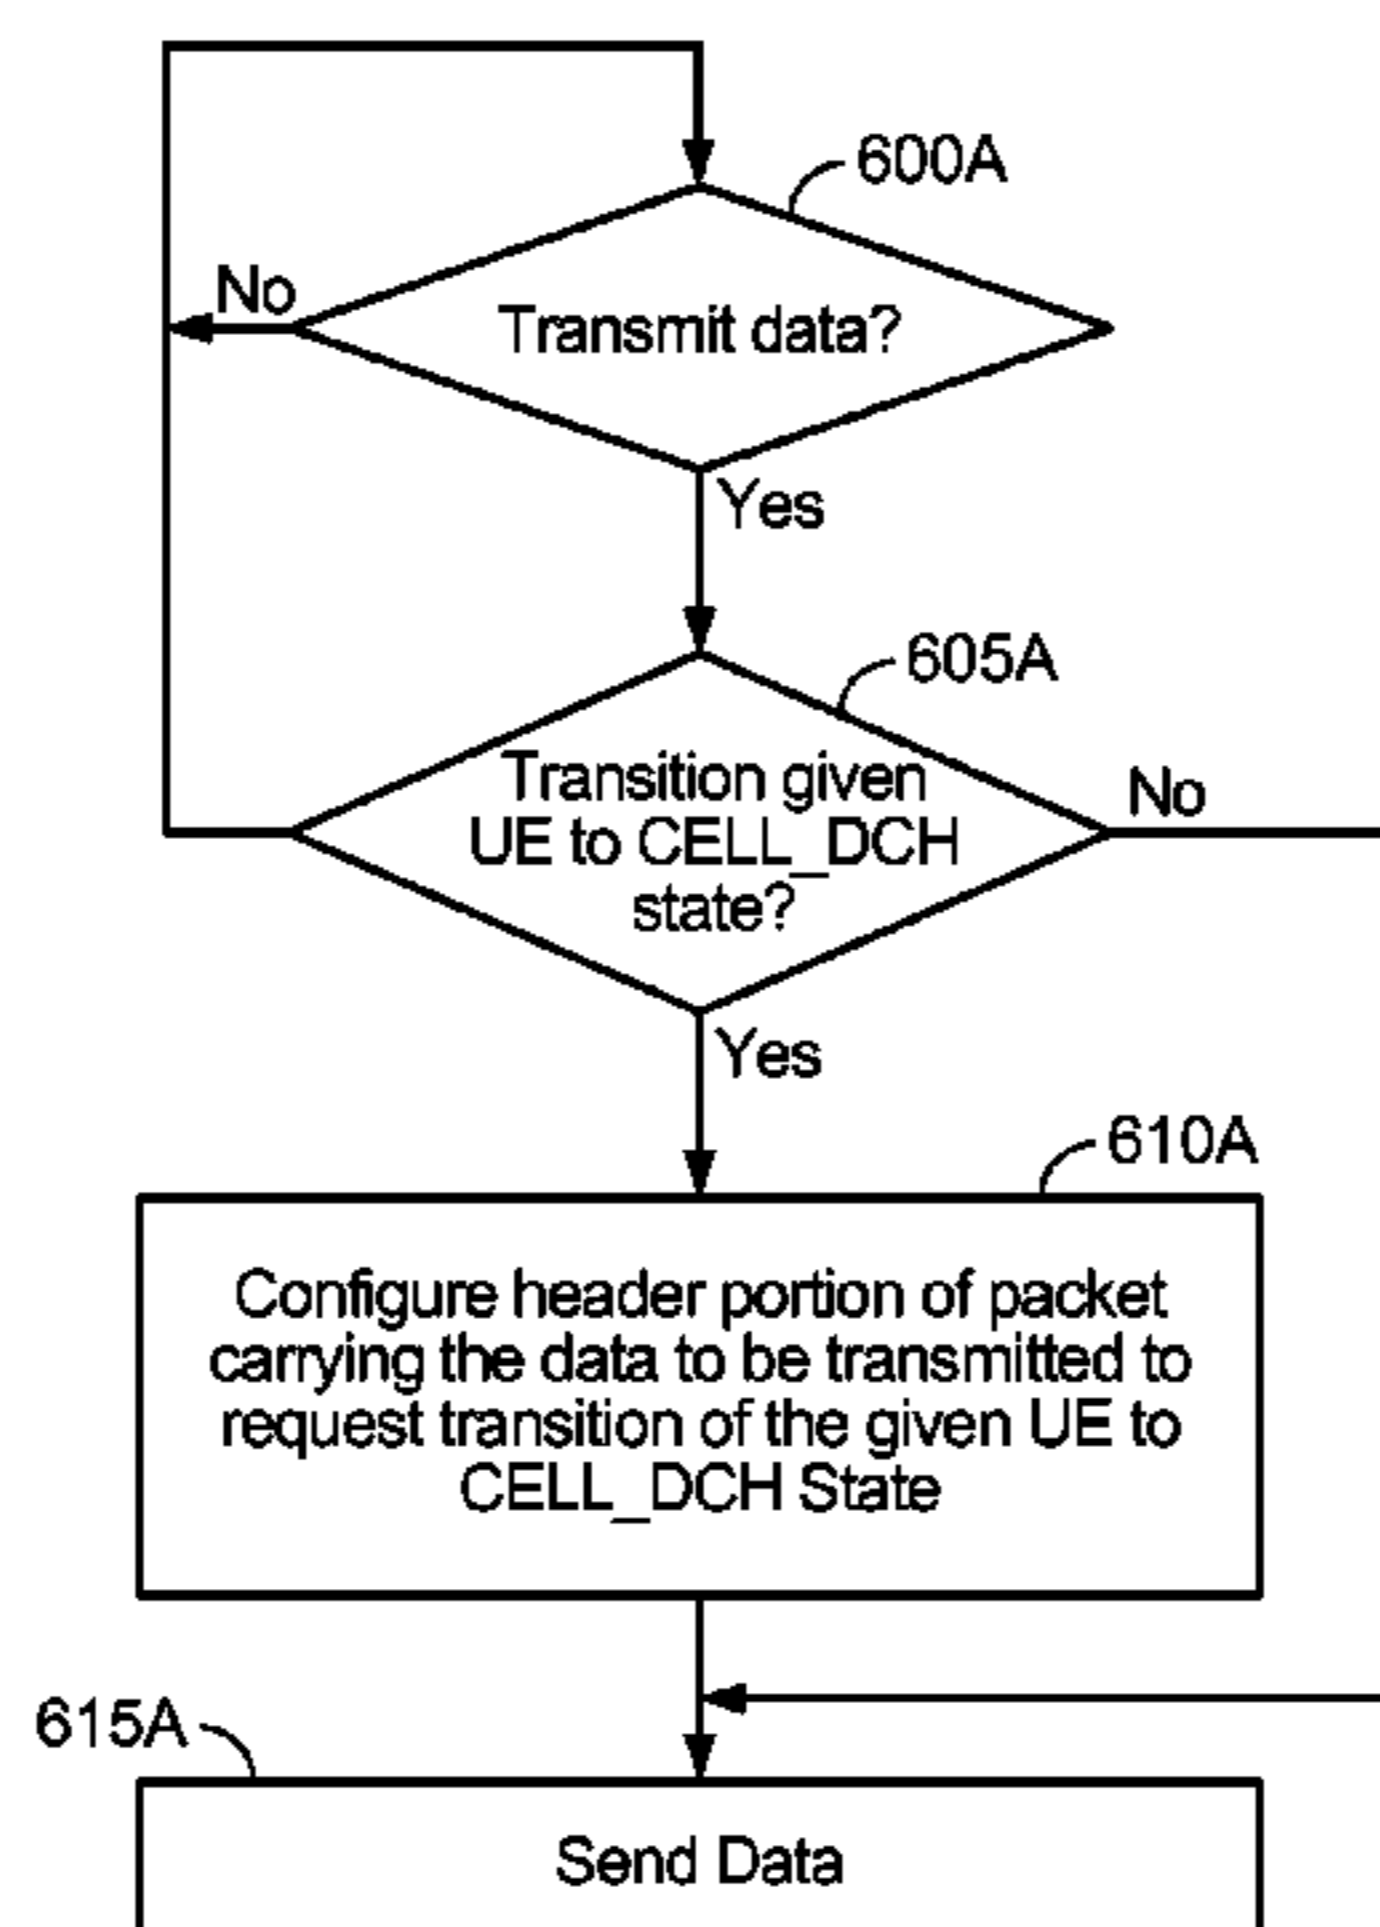 600A
No
Transmit data?
Yes
605A
Transition given
UE to CELL_DCH
state?
No
Yes
610A
Configure header portion of packet
carrying the data to be transmitted to
request transition of the given UE to
CELL_DCH State
615A
Send Data